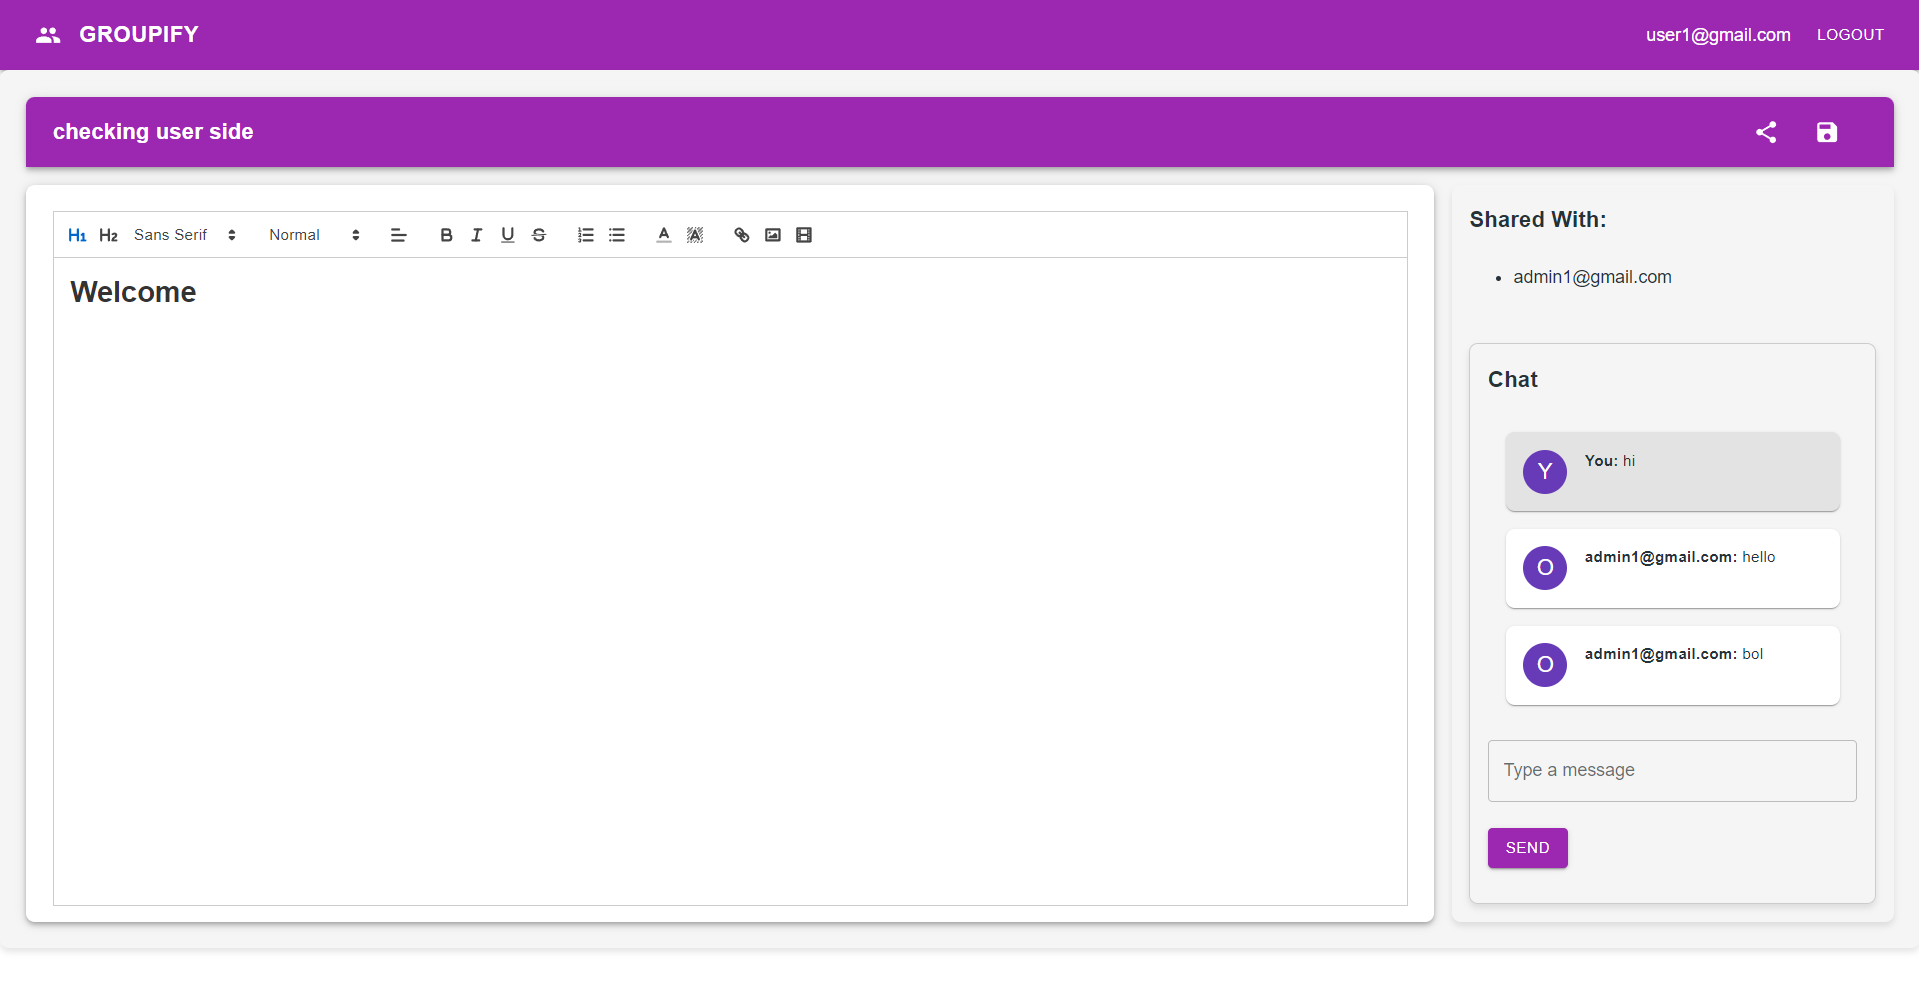 GROUPIFY
user1@gmail.com LOGOUT
checking user side
H1 H2 Sans Serif Normal B I U S A A
Welcome
Shared With:
admin1@gmail.com
Chat
Y You: hi
O admin1@gmail.com: hello
O admin1@gmail.com: bol
Type a message
SEND